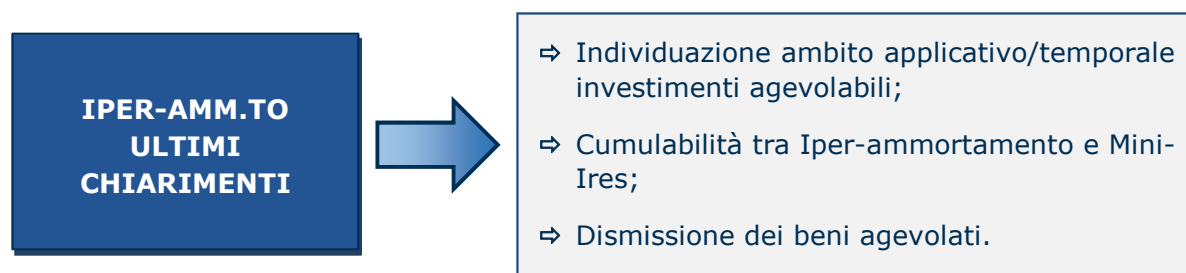 IPER-AMM.TO
ULTIMI
CHIARIMENTI
⇨ Individuazione ambito applicativo/temporale
investimenti agevolabili;
⇨ Cumulabilità tra Iper-ammortamento e Mini-
Ires;
⇨ Dismissione dei beni agevolati.